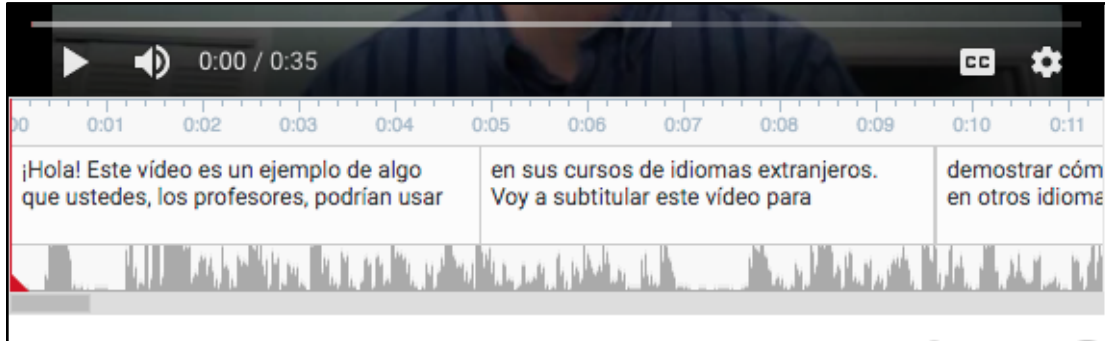 0:00 / 0:35
CC
00 0:01 0:02 0:03 0:04 0:05 0:06 0:07 0:08 0:09 0:10 0:11
¡Hola! Este vídeo es un ejemplo de algo
que ustedes, los profesores, podrían usar
en sus cursos de idiomas extranjeros.
Voy a subtitular este vídeo para
demostrar cóm
en otros idioma